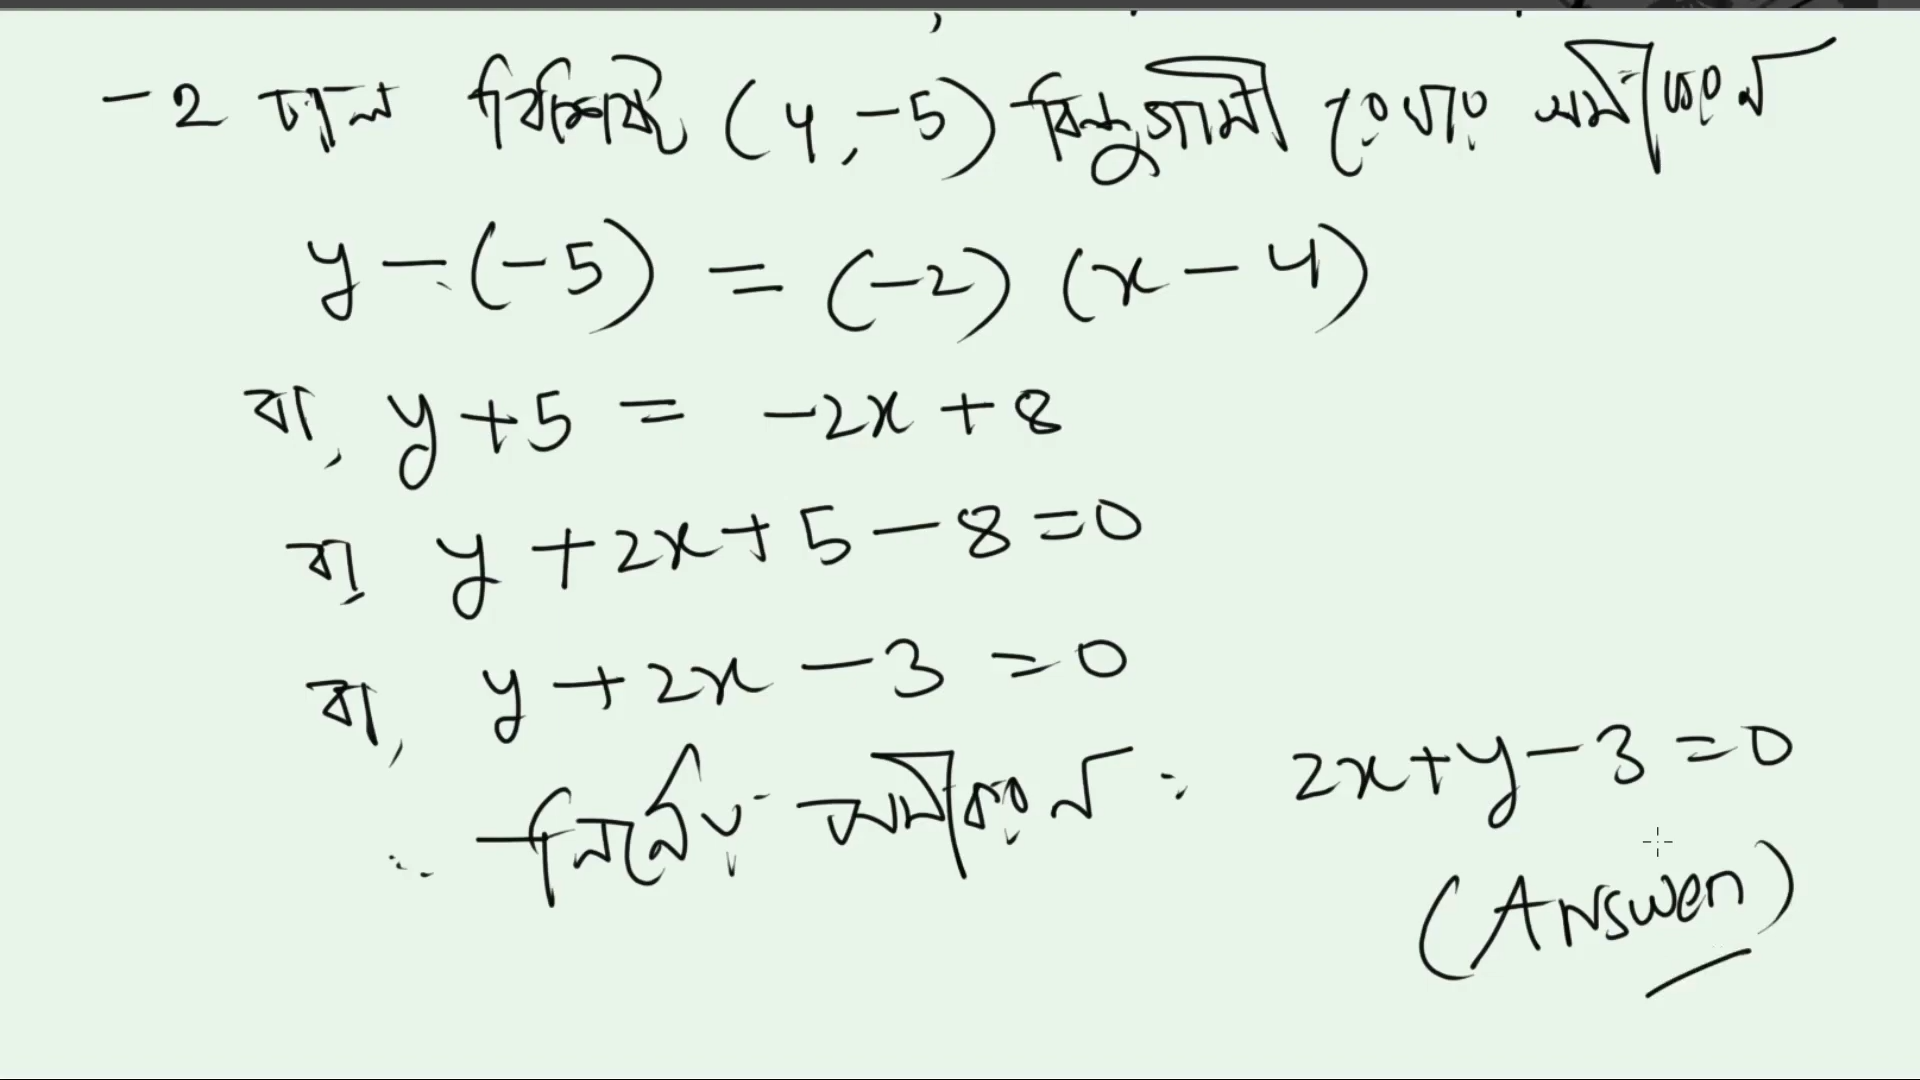 -2 ঢাল বিশিষ্ট (4,-5) বিন্দুগামী রেখার সমীকরণ
y-(-5) = (-2) (x-4)
বা, y+5 = -2x+8
বা, y+2x+5-8=0
বা, y+2x-3=0
∴ নির্ণেয় সমীকরণ : 2x+y-3=0
(Answer)